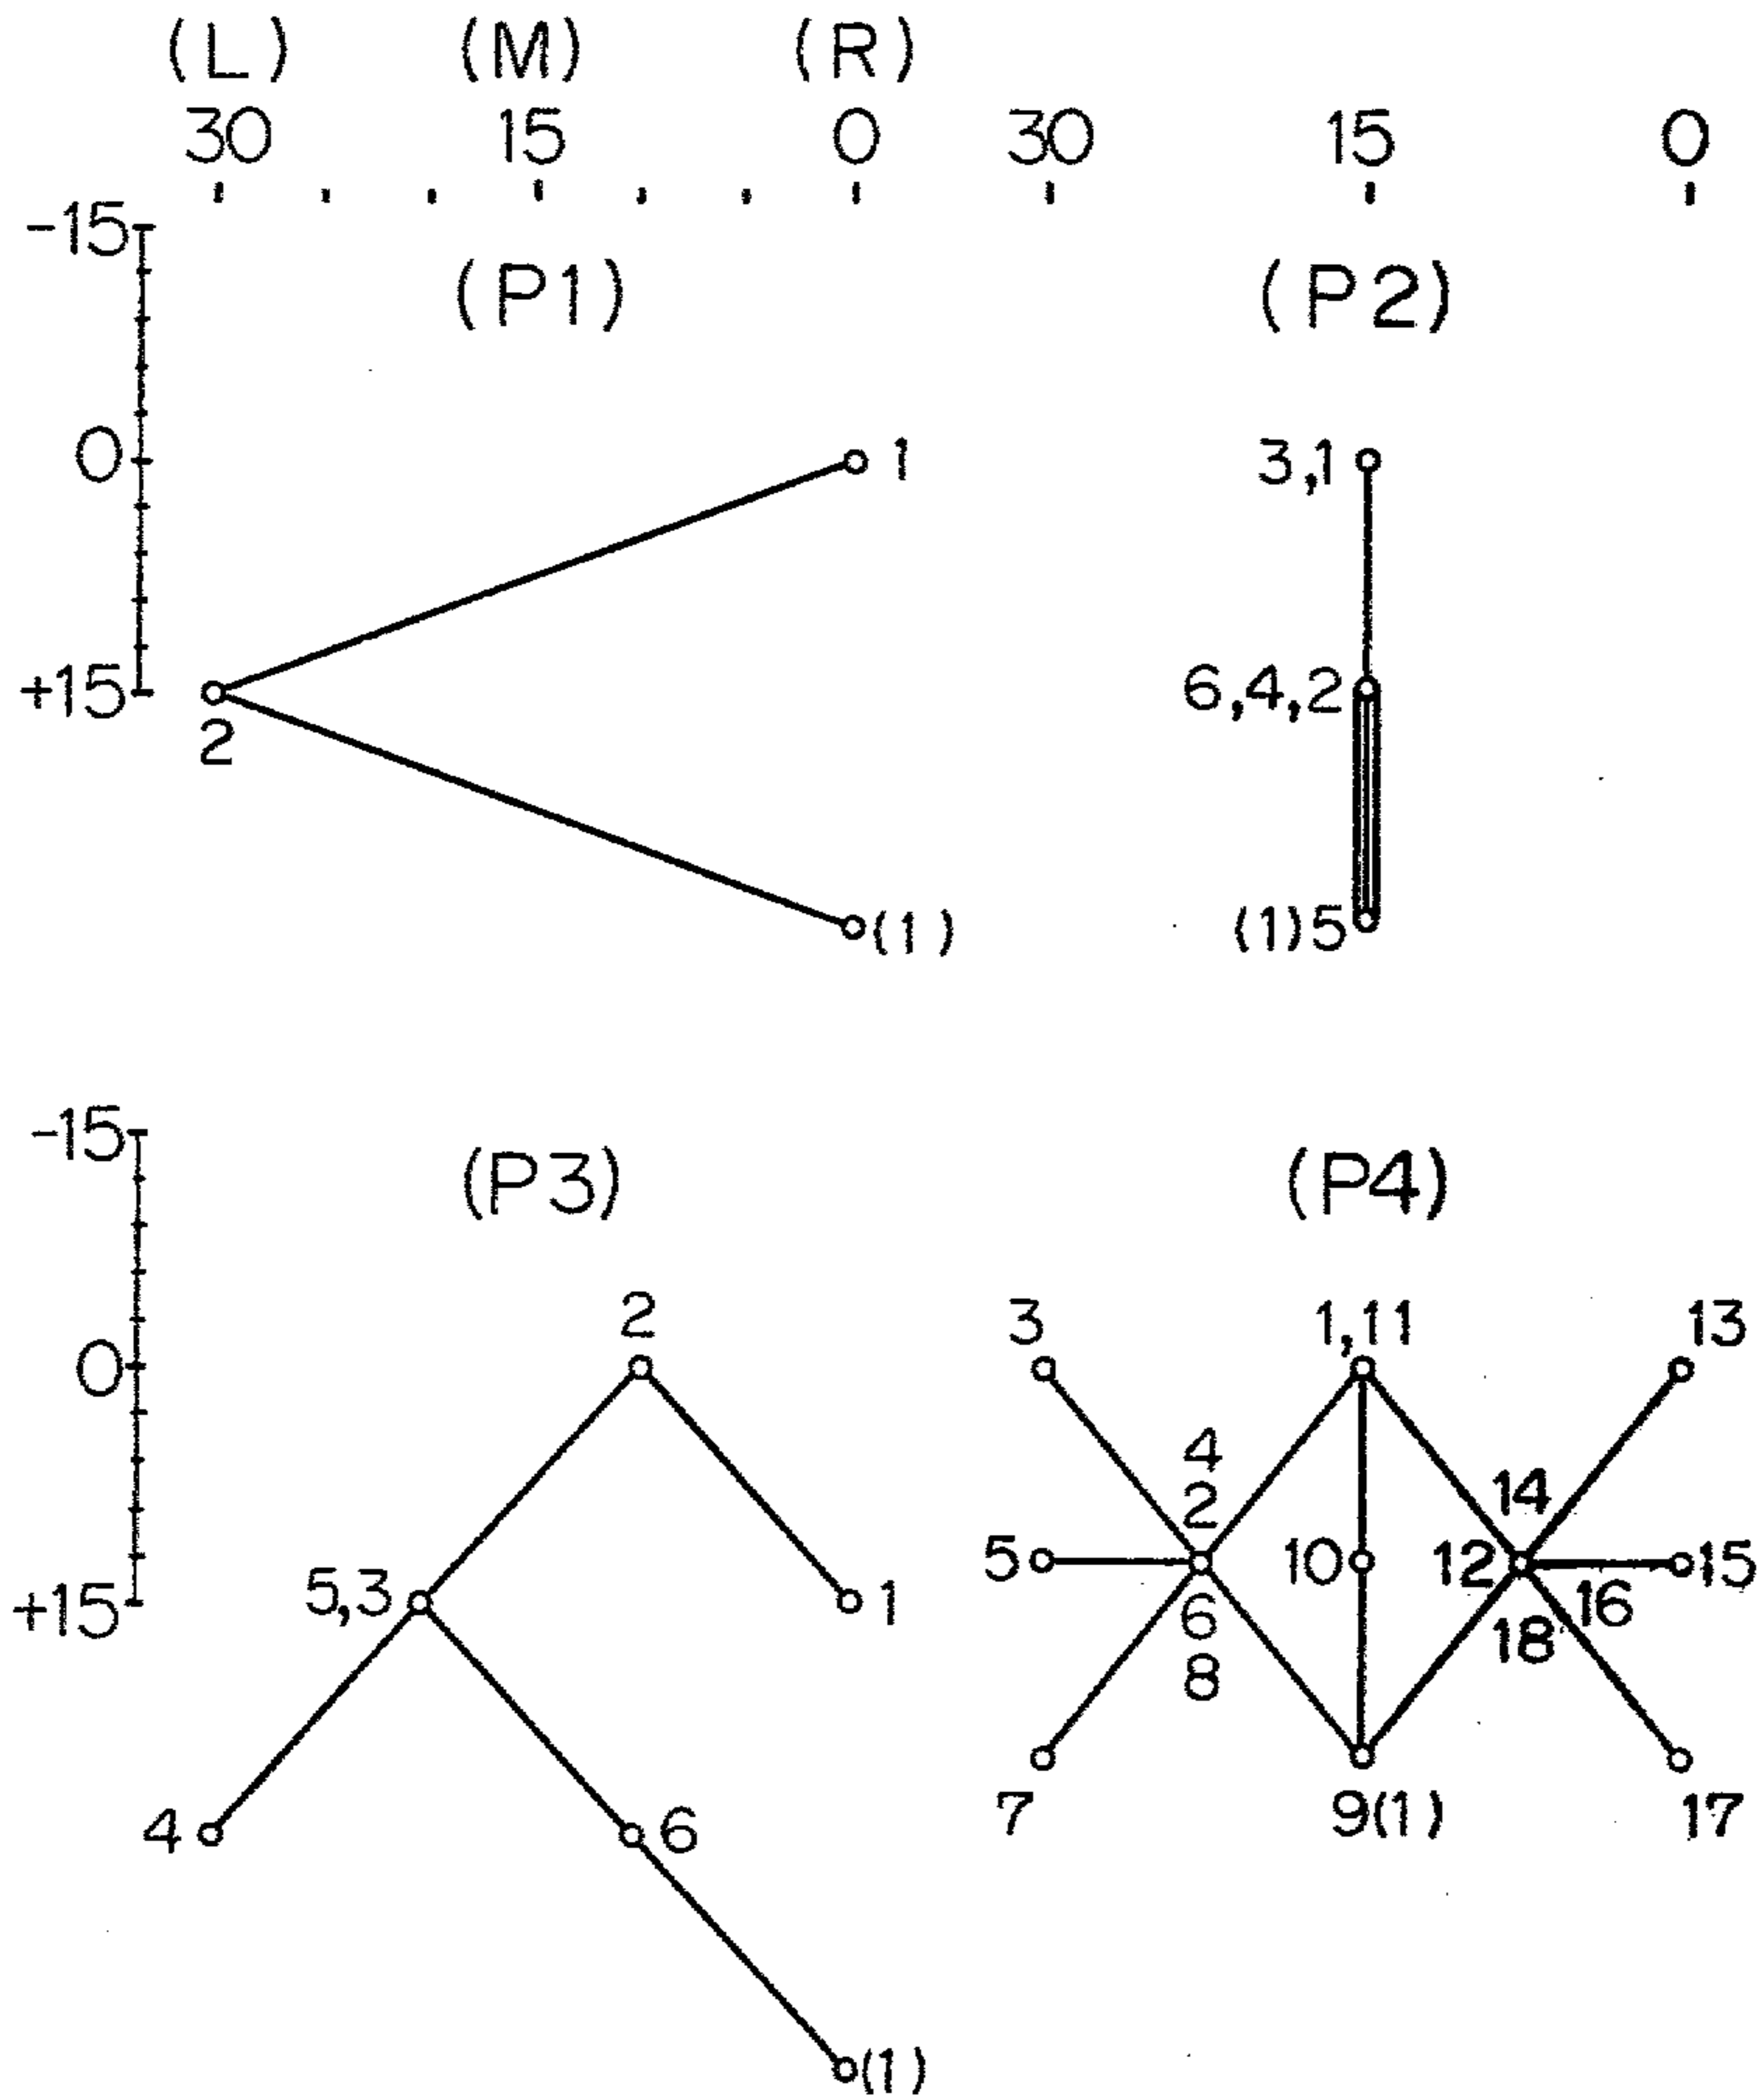 (L) (M) (R)
30 15 0 30 15 0
-15
(P1) (P2)
0 1 3,1
+15 6,4,2
2
(1) (1)5
-15
(P3) (P4)
2 3 1,11 13
0
4
2 14
5 10 12 15
5,3 1 6 16
+15
8 18
4 6 7 9(1) 17
(1)